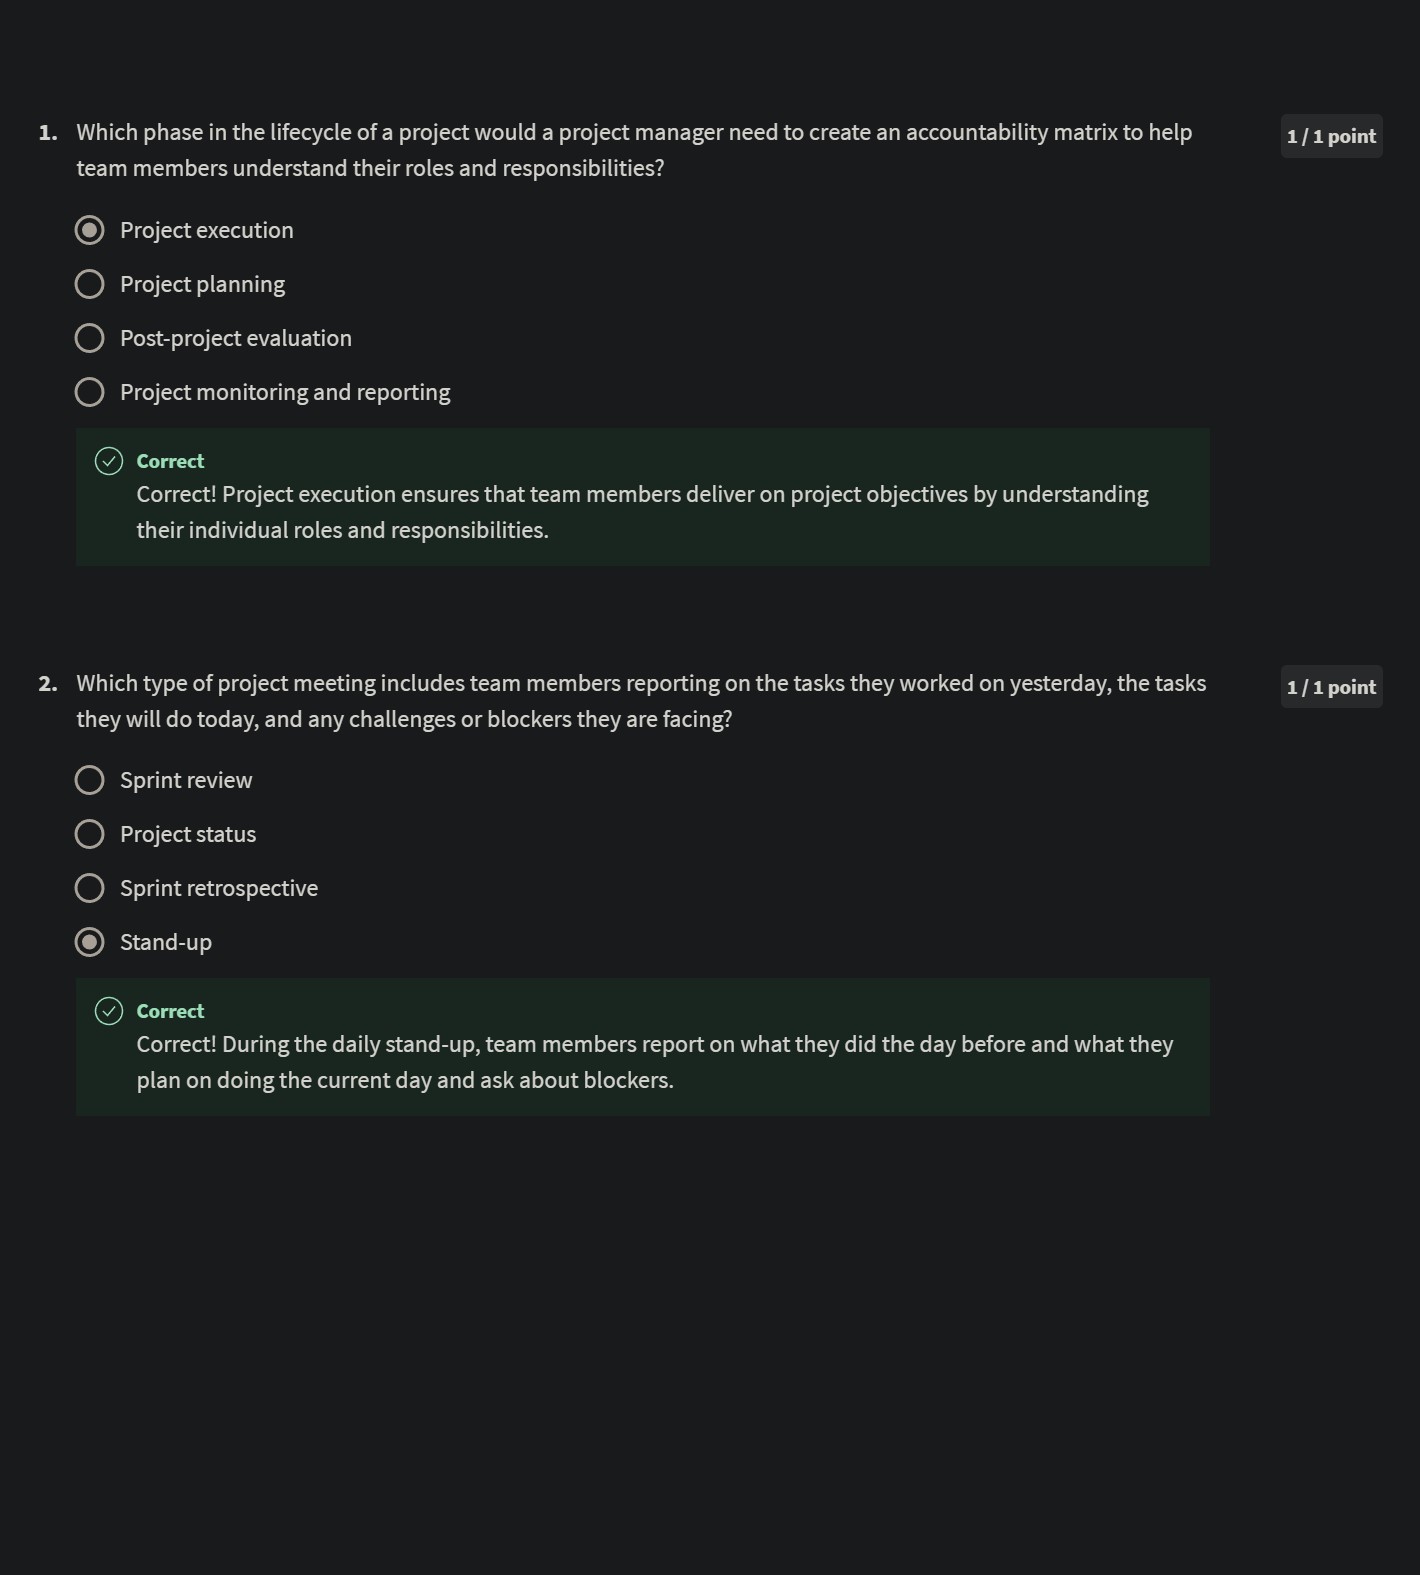 1. Which phase in the lifecycle of a project would a project manager need to create an accountability matrix to help
team members understand their roles and responsibilities?
1 / 1 point
Project execution
Project planning
Post-project evaluation
Project monitoring and reporting
Correct
Correct! Project execution ensures that team members deliver on project objectives by understanding
their individual roles and responsibilities.
2. Which type of project meeting includes team members reporting on the tasks they worked on yesterday, the tasks
they will do today, and any challenges or blockers they are facing?
1 / 1 point
Sprint review
Project status
Sprint retrospective
Stand-up
Correct
Correct! During the daily stand-up, team members report on what they did the day before and what they
plan on doing the current day and ask about blockers.